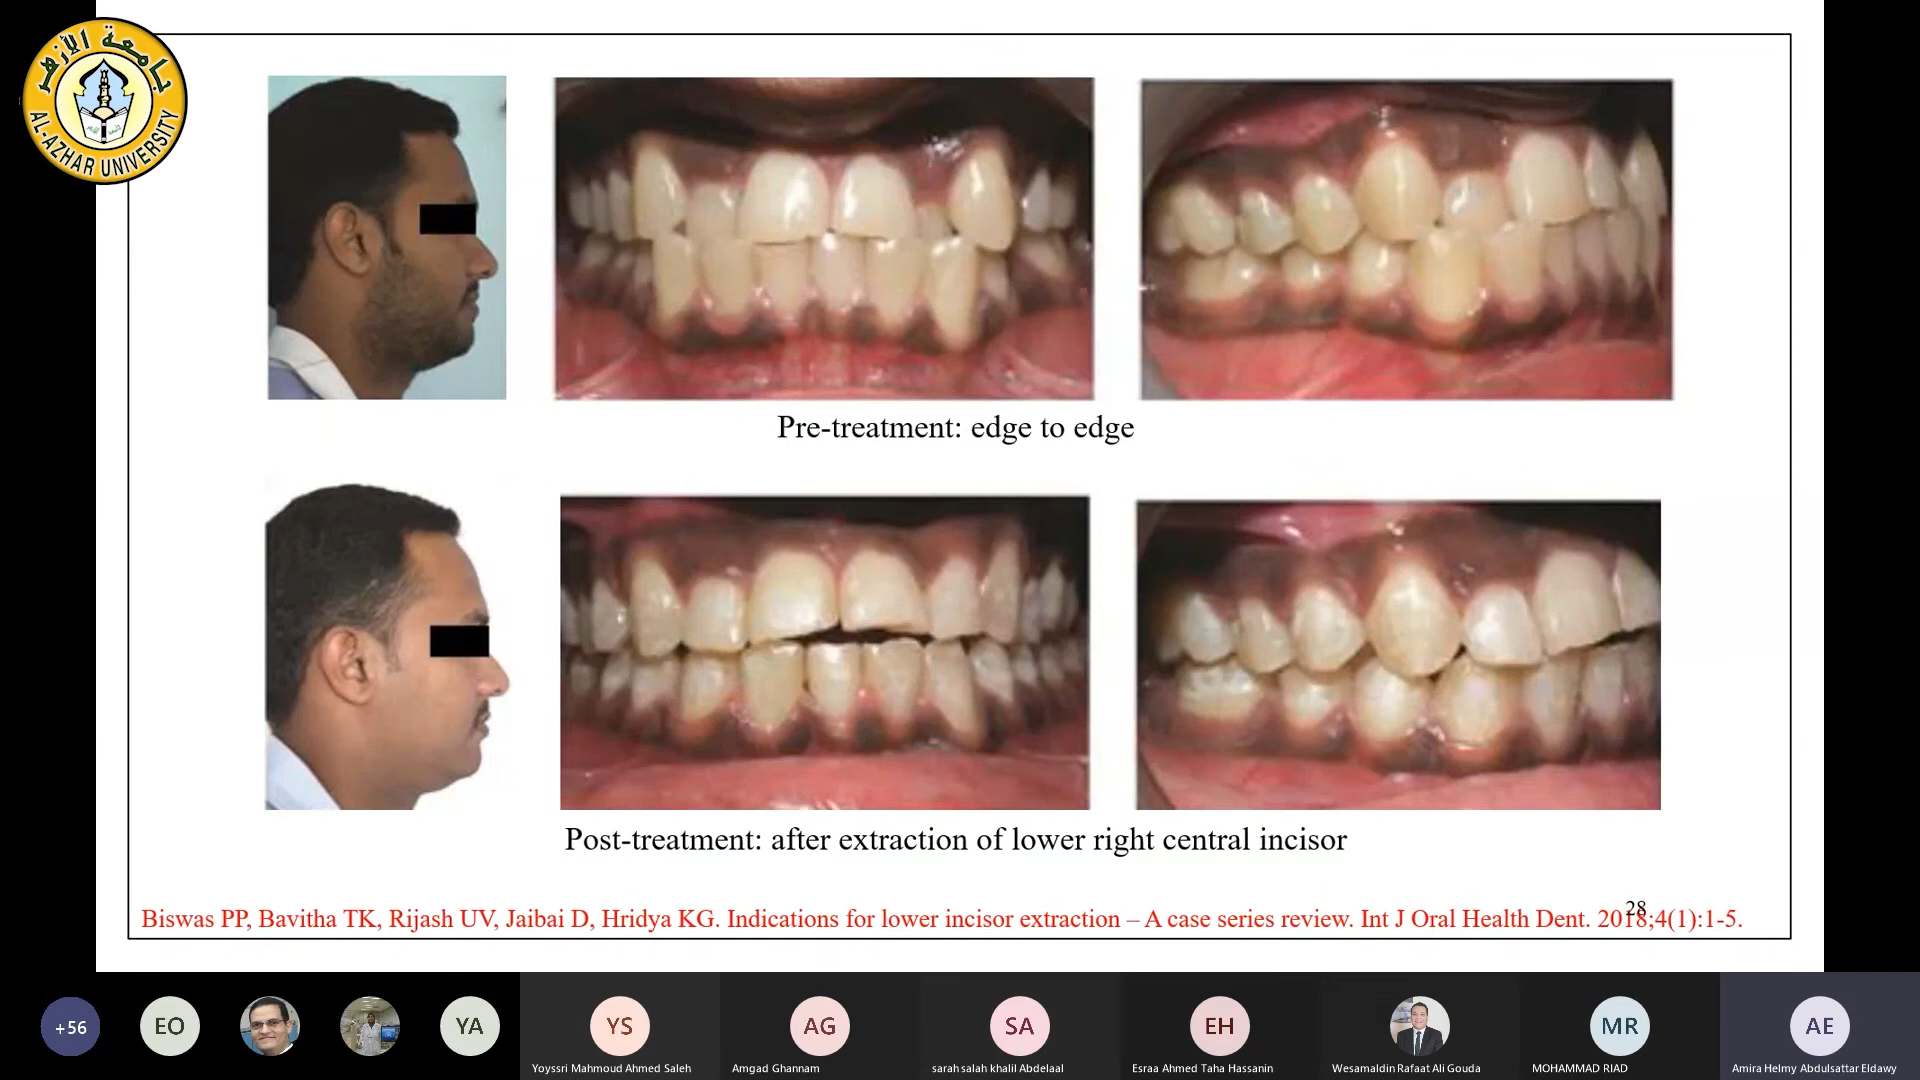 جامعة الأزهر
AL-AZHAR UNIVERSITY
Pre-treatment: edge to edge
Post-treatment: after extraction of lower right central incisor
28
Biswas PP, Bavitha TK, Rijash UV, Jaibai D, Hridya KG. Indications for lower incisor extraction – A case series review. Int J Oral Health Dent. 2018;4(1):1-5.
+56
EO
YA
YS
AG
SA
EH
MR
AE
Yoyssri Mahmoud Ahmed Saleh
Amgad Ghannam
sarah salah khalil Abdelaal
Esraa Ahmed Taha Hassanin
Wesamaldin Rafaat Ali Gouda
MOHAMMAD RIAD
Amira Helmy Abdulsattar Eldawy